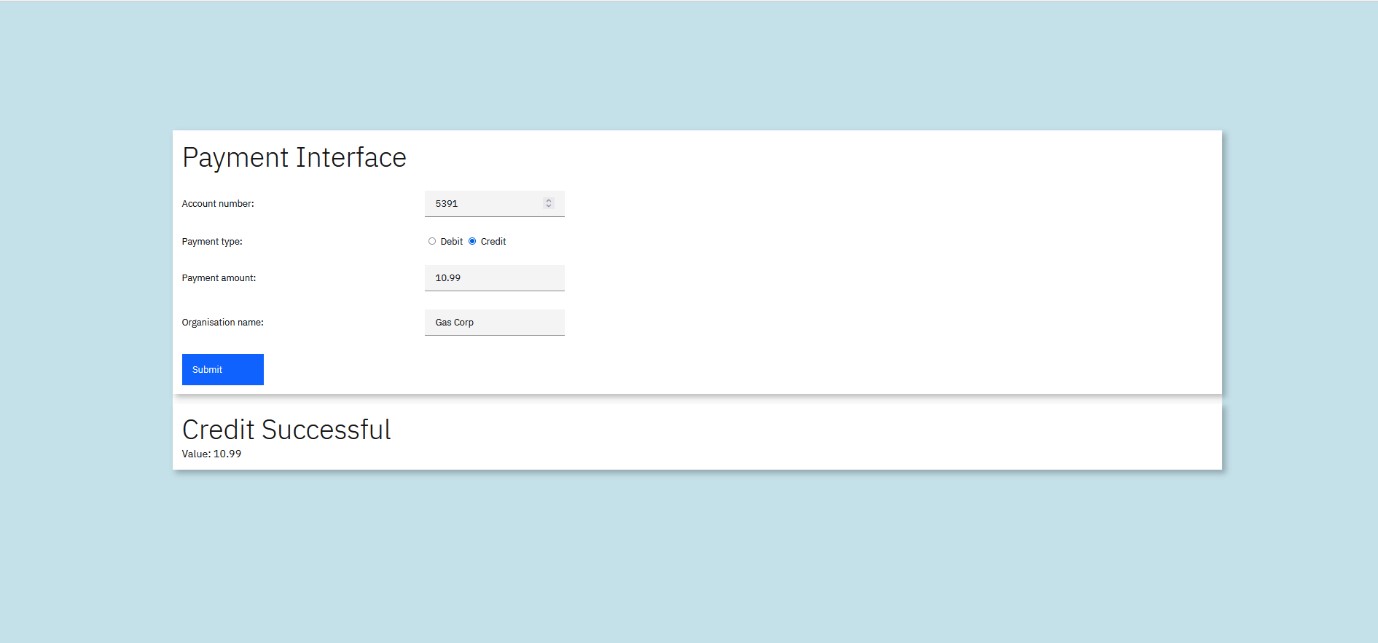 Payment Interface
Account number: 5391
Payment type: Debit Credit
Payment amount: 10.99
Organisation name: Gas Corp
Submit
Credit Successful
Value: 10.99